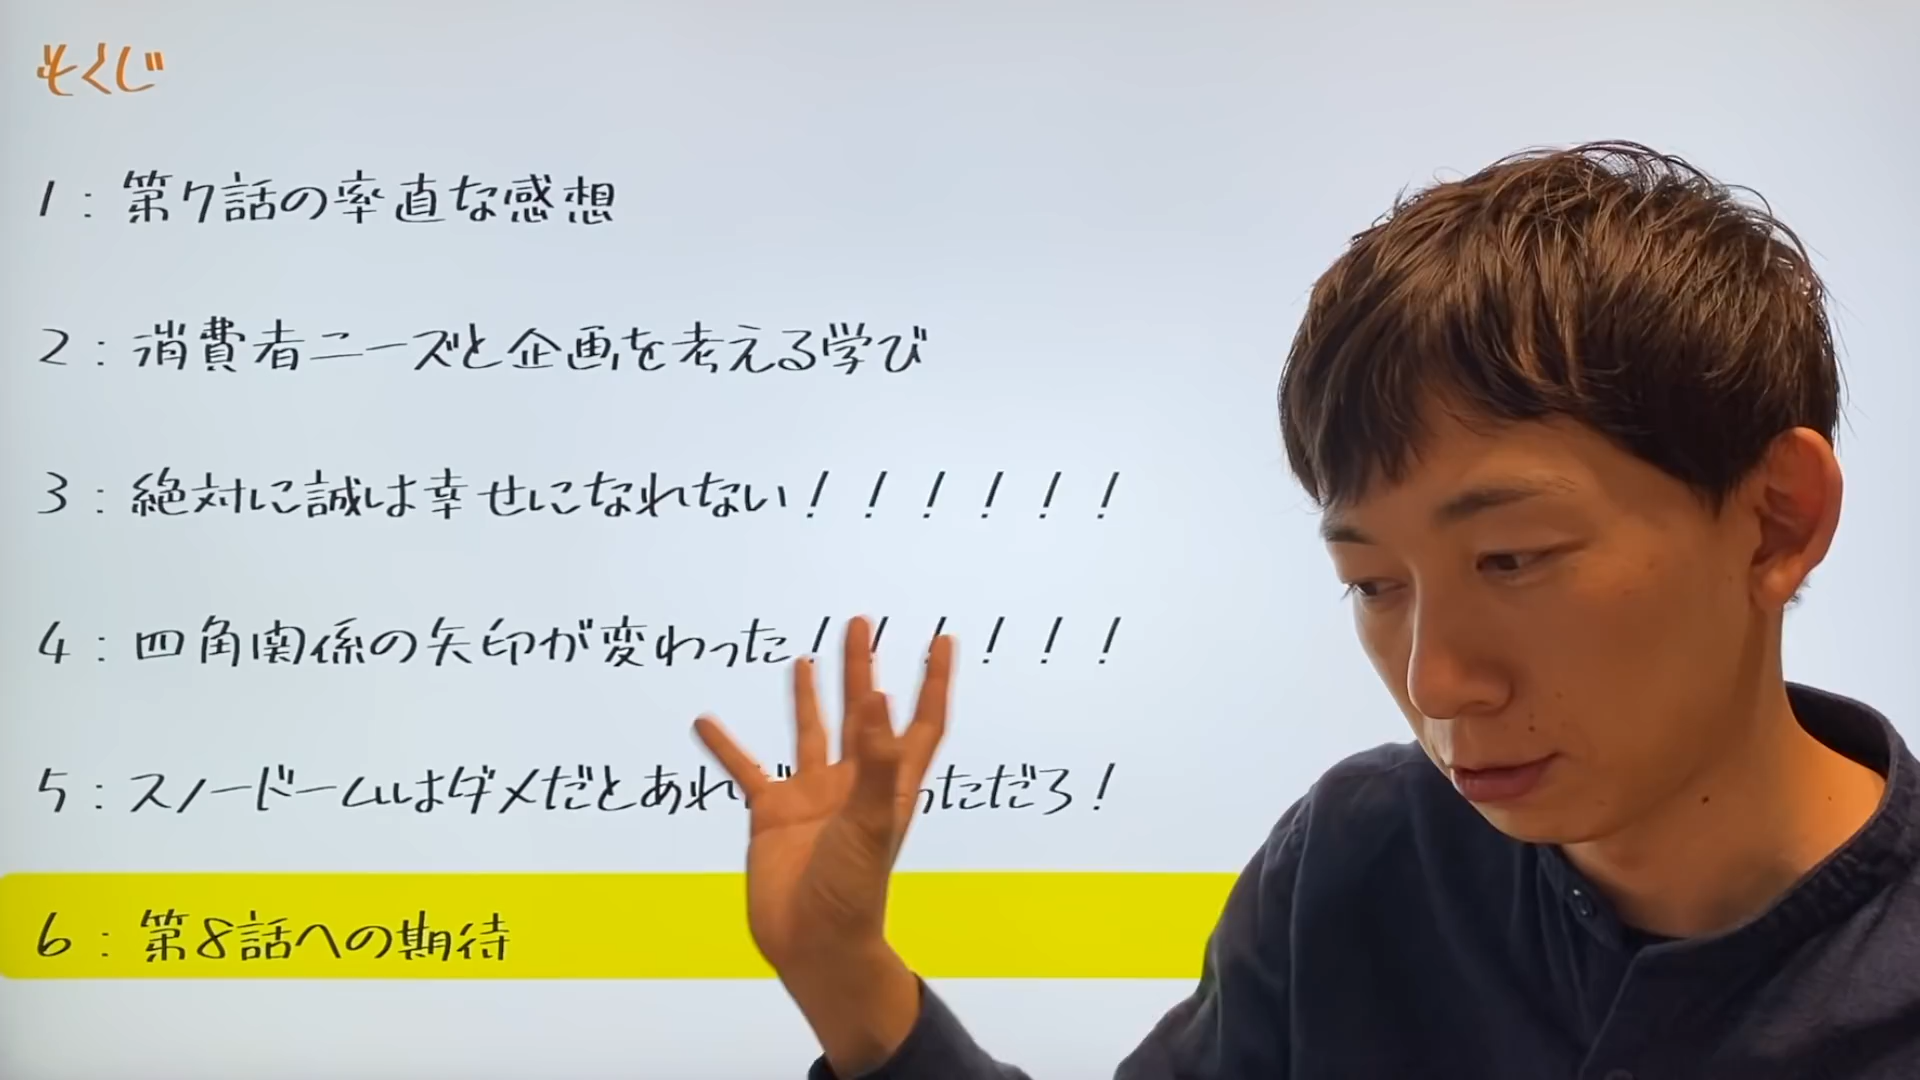 もくじ
1：第7話の率直な感想
2：消費者ニーズと企画を考える学び
3：絶対に誠は幸せになれない！！！！！！
4：四角関係の矢印が変わった！！！！！！
5：スノードームはダメだとあれ ただろ！
6：第8話への期待